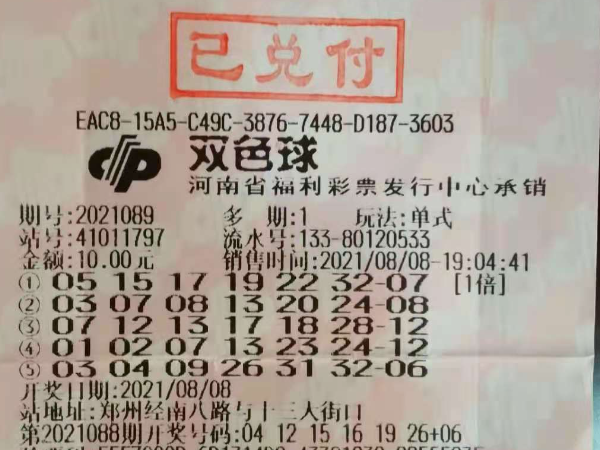 已兑付
EAC8-15A5-C49C-3876-7448-D187-3603
双色球
河南省福利彩票发行中心承销
期号:2021089 多 期:1 玩法:单式
站号:41011797 流水号:133-80120533
金额:10.00元 销售时间:2021/08/08-19:04:41
① 05 15 17 19 22 32-07 [1倍]
② 03 07 08 13 20 24-08
③ 07 12 13 17 18 28-12
④ 01 02 07 13 23 24-12
⑤ 03 04 09 26 31 32-06
开奖日期:2021/08/08
站地址:郑州经南八路与十三大街口
第2021088期开奖号码:04 12 15 16 19 26+06